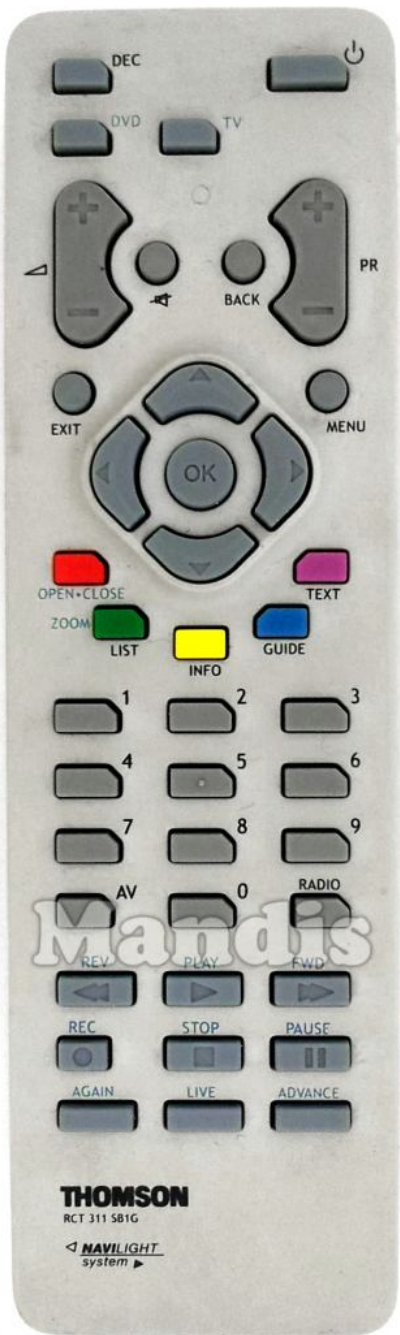 DEC
DVD TV
PR
BACK
EXIT MENU
OK
OPEN•CLOSE TEXT
ZOOM LIST GUIDE
INFO
1 2 3
4 5 6
7 8 9
AV 0 RADIO
Mandis
REV PLAY FWD
REC STOP PAUSE
AGAIN LIVE ADVANCE
THOMSON
RCT 311 SB1G
NAVILIGHT
system